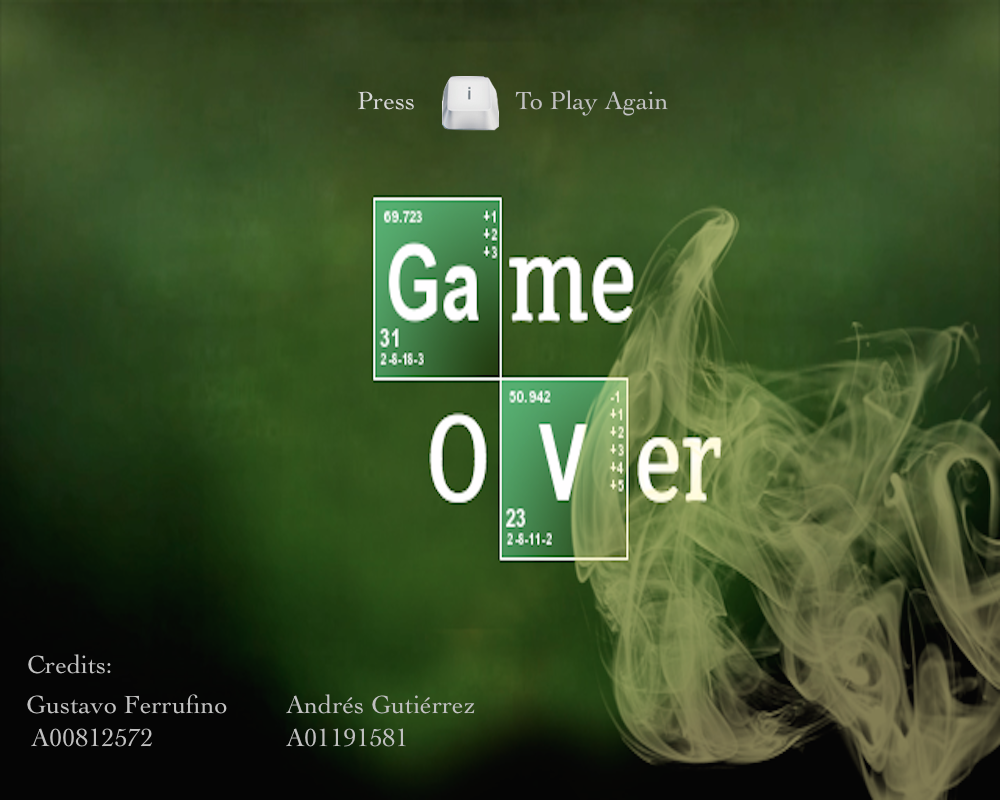 Press i To Play Again
69.723 +1
+2
+3
Game
31
2-8-18-3
50.942 -1
+1
+2
+3
+4
+5
O Ver
23
2-8-11-2
Credits:
Gustavo Ferrufino Andrés Gutiérrez
A00812572 A01191581